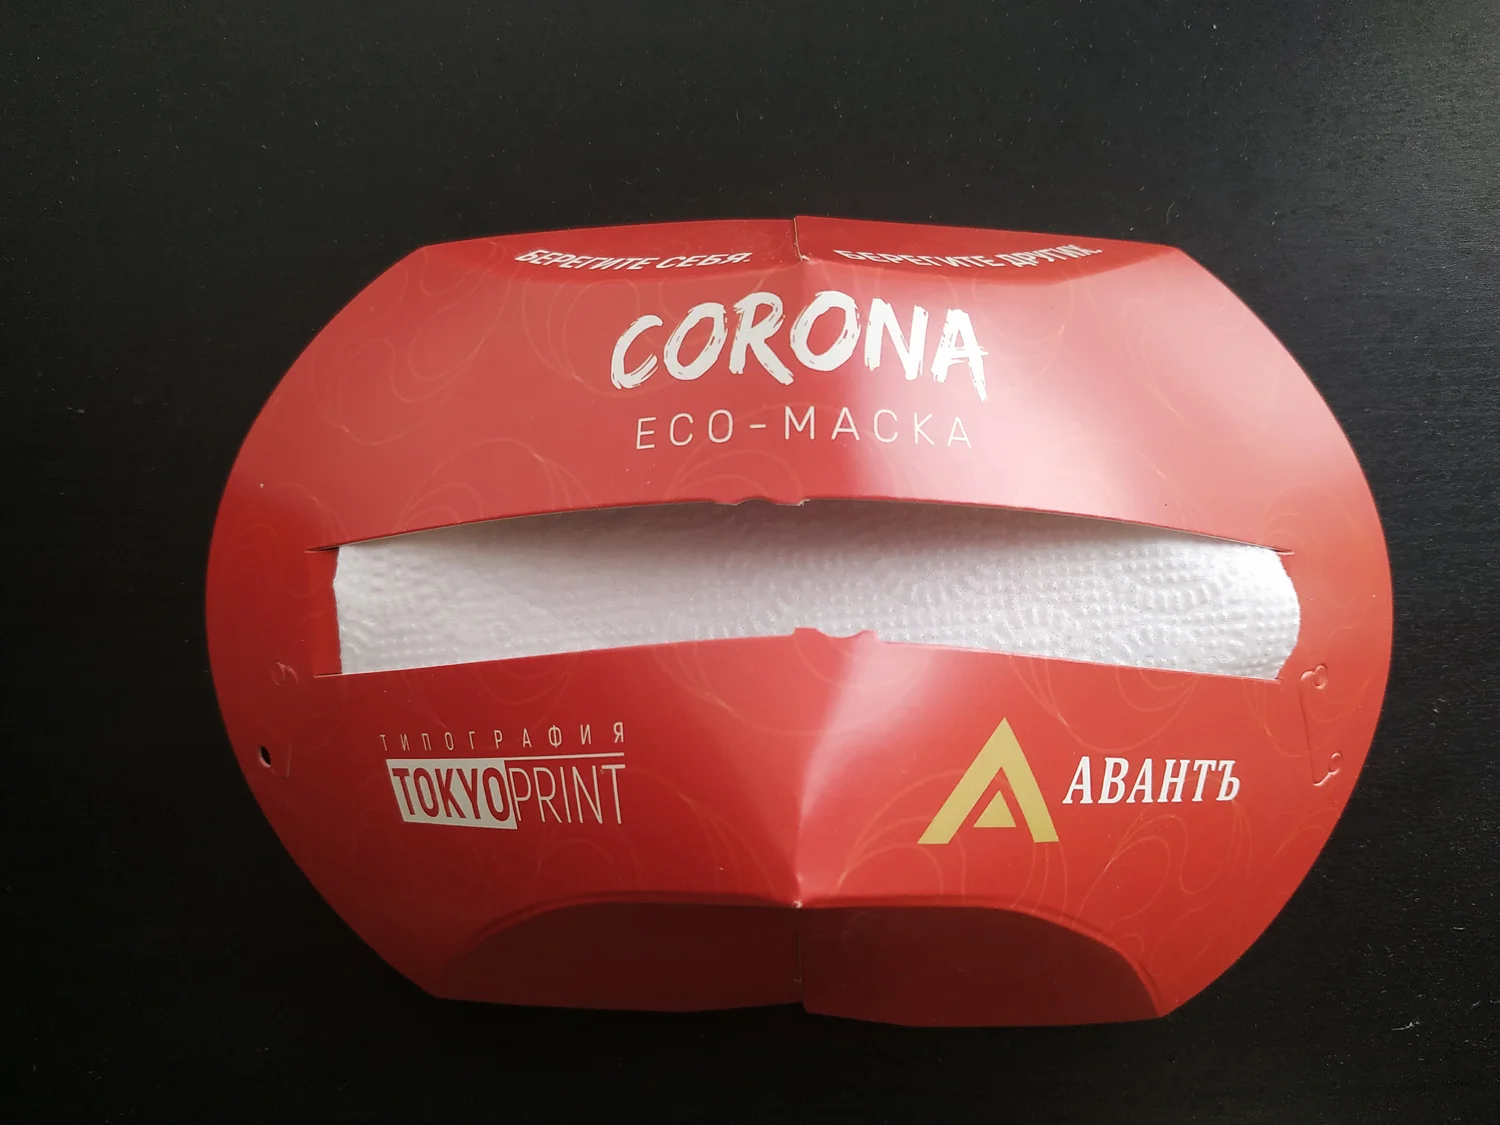 БЕРЕГИТЕ СЕБЯ. БЕРЕГИТЕ ДРУГИХ.
CORONA
ECO-МАСКА
ТИПОГРАФИЯ
TOKYOPRINT
АВАНТЪ